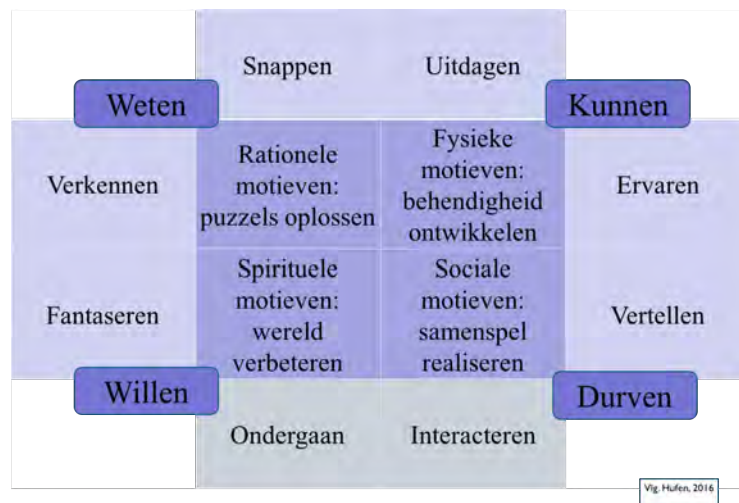 Snappen
Uitdagen
Weten
Kunnen
Verkennen
Rationele
motieven:
puzzels oplossen
Fysieke
motieven:
behendigheid
ontwikkelen
Ervaren
Fantaseren
Spirituele
motieven:
wereld
verbeteren
Sociale
motieven:
samenspel
realiseren
Vertellen
Willen
Durven
Ondergaan
Interacteren
Vlg. Hufen, 2016